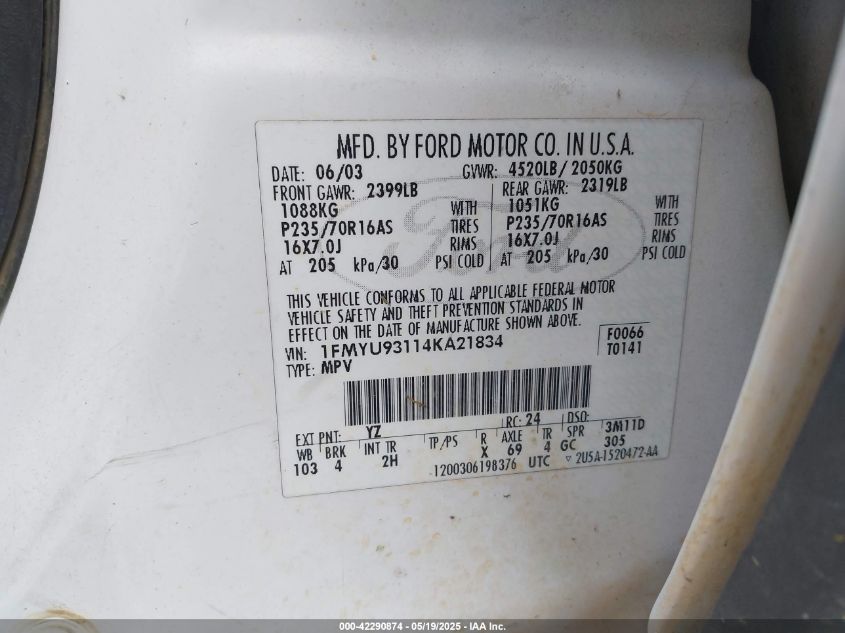 MFD. BY FORD MOTOR CO. IN U.S.A.
DATE: 06/03 GVWR: 4520LB/ 2050KG
FRONT GAWR: 2399LB REAR GAWR: 2319LB
1088KG WITH 1051KG WITH
P235/70R16AS TIRES P235/70R16AS TIRES
16X7.0J RIMS 16X7.0J RIMS
AT 205 kPa/30 PSI COLD AT 205 kPa/30 PSI COLD
Ford
THIS VEHICLE CONFORMS TO ALL APPLICABLE FEDERAL MOTOR
VEHICLE SAFETY AND THEFT PREVENTION STANDARDS IN
EFFECT ON THE DATE OF MANUFACTURE SHOWN ABOVE.
VIN: 1FMYU93114KA21834 F0066
TYPE: MPV T0141
EXT PNT: YZ RC: 24 DSO:
WB BRK INT TR TP/PS R AXLE TR SPR 3M11D
103 4 2H X 69 4 GC 305
1200306198376 UTC 2U5A-1520472-AA
000-42290874 - 05/19/2025 - IAA Inc.